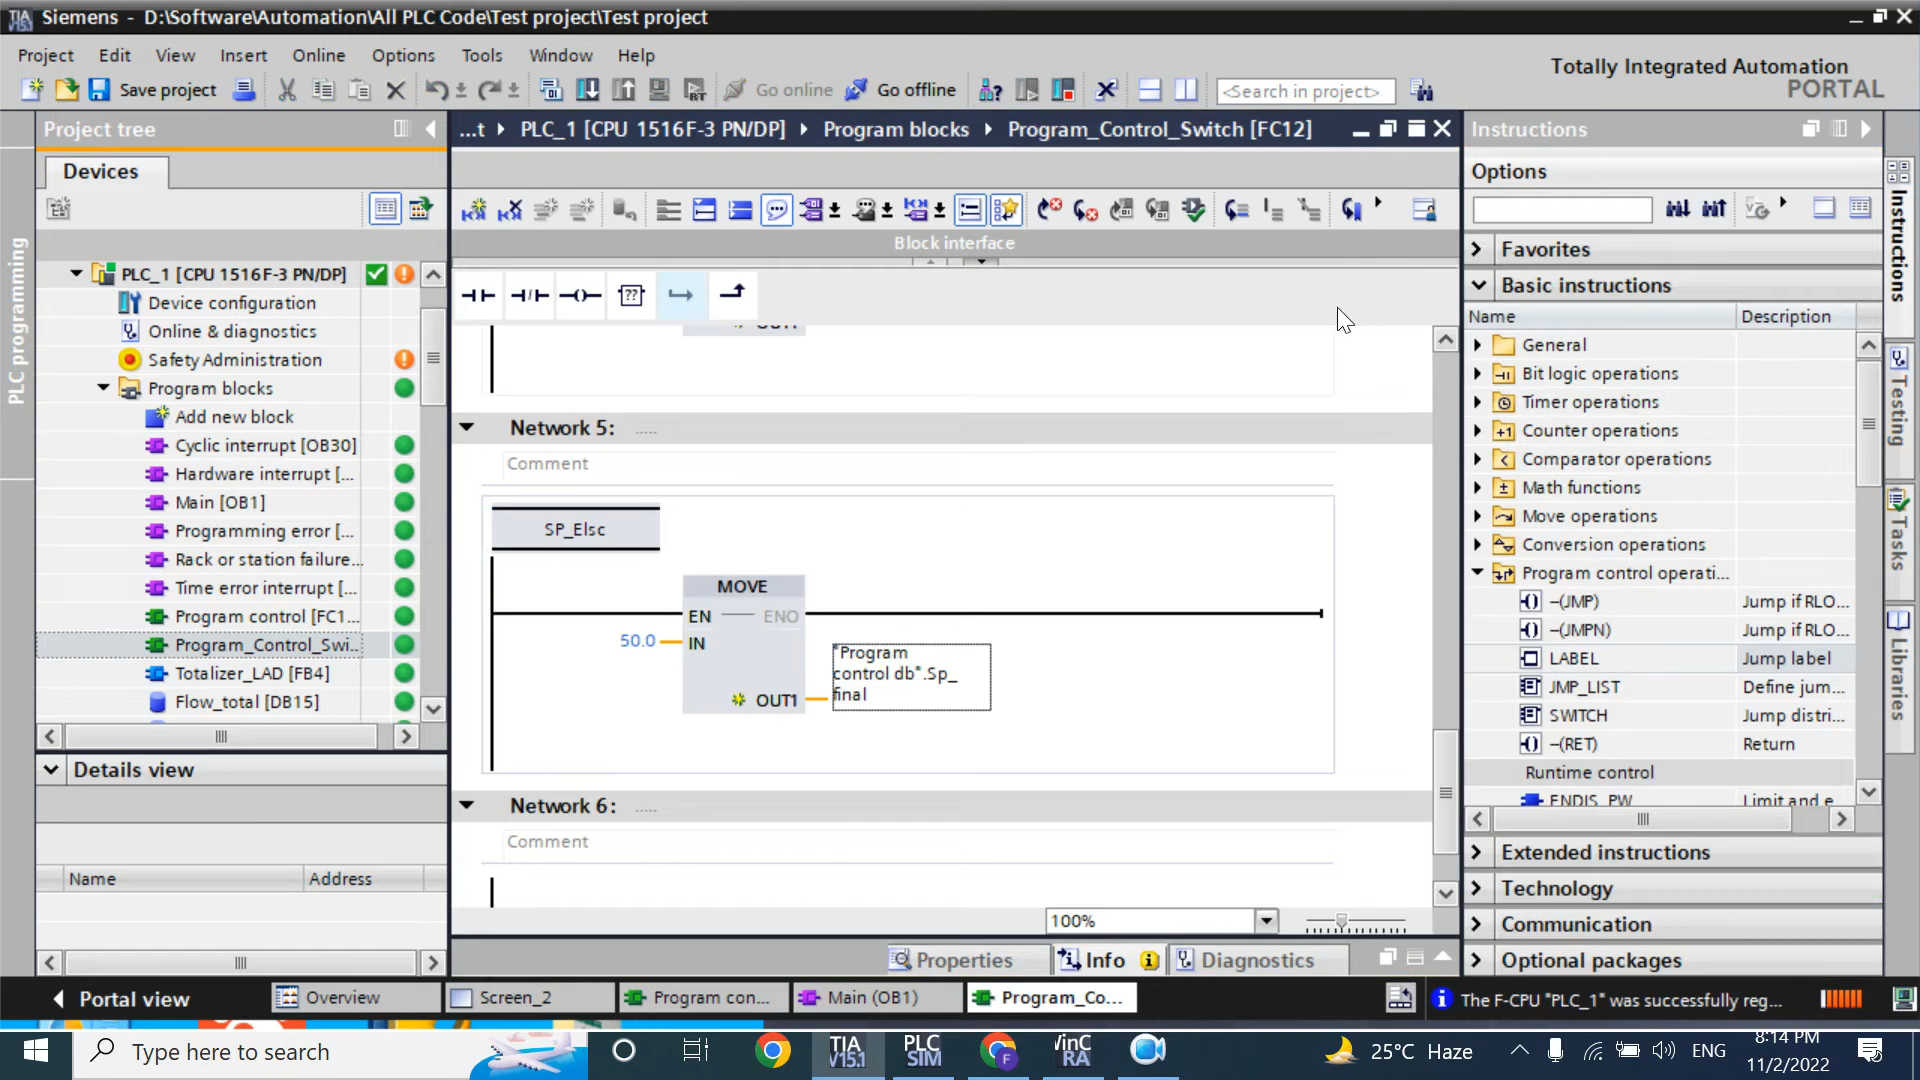 TIA V15.1 Siemens - D:\Software\Automation\All PLC Code\Test project\Test project
Project Edit View Insert Online Options Tools Window Help
Totally Integrated Automation
PORTAL
Save project Go online Go offline <Search in project>
Project tree
...t PLC_1 [CPU 1516F-3 PN/DP] Program blocks Program_Control_Switch [FC12]
Instructions
Devices
Options
Block interface
PLC programming
PLC_1 [CPU 1516F-3 PN/DP]
Device configuration
Online & diagnostics
Safety Administration
Program blocks
Add new block
Cyclic interrupt [OB30]
Hardware interrupt [...
Main [OB1]
Programming error [...
Rack or station failure...
Time error interrupt [...
Program control [FC1...
Program_Control_Swi..
Totalizer_LAD [FB4]
Flow_total [DB15]
Details view
Name Address
??
OUT1
Network 5: .....
Comment
SP_Elsc
MOVE
EN ENO
50.0 IN
OUT1
"Program
control db".Sp_
final
Network 6: .....
Comment
100%
Properties Info Diagnostics
Favorites
Basic instructions
Name Description
General
Bit logic operations
Timer operations
Counter operations
Comparator operations
Math functions
Move operations
Conversion operations
Program control operati...
-(JMP) Jump if RLO...
-(JMPN) Jump if RLO...
LABEL Jump label
JMP_LIST Define jum...
SWITCH Jump distri...
-(RET) Return
Runtime control
ENDIS_PW Limit and e
Extended instructions
Technology
Communication
Optional packages
Instructions
Testing
Tasks
Libraries
Portal view Overview Screen_2 Program con... Main (OB1) Program_Co... The F-CPU "PLC_1" was successfully reg...
Type here to search
TIA V15.1
PLC SIM
WinC RA
25°C Haze
ENG
8:14 PM
11/2/2022